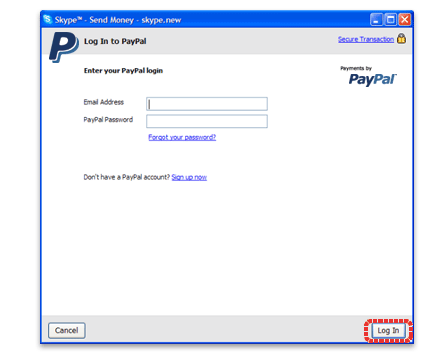 Skype™ - Send Money - skype.new
Log In to PayPal
Secure Transaction
Enter your PayPal login
Payments by
PayPal
Email Address
PayPal Password
Forgot your password?
Don't have a PayPal account? Sign up now
Cancel
Log In